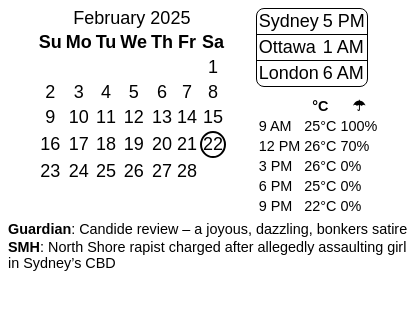 February 2025
Su Mo Tu We Th Fr Sa
1
2 3 4 5 6 7 8
9 10 11 12 13 14 15
16 17 18 19 20 21 22
23 24 25 26 27 28
Sydney 5 PM
Ottawa 1 AM
London 6 AM
°C ☂
9 AM 25°C 100%
12 PM 26°C 70%
3 PM 26°C 0%
6 PM 25°C 0%
9 PM 22°C 0%
Guardian: Candide review – a joyous, dazzling, bonkers satire
SMH: North Shore rapist charged after allegedly assaulting girl
in Sydney’s CBD